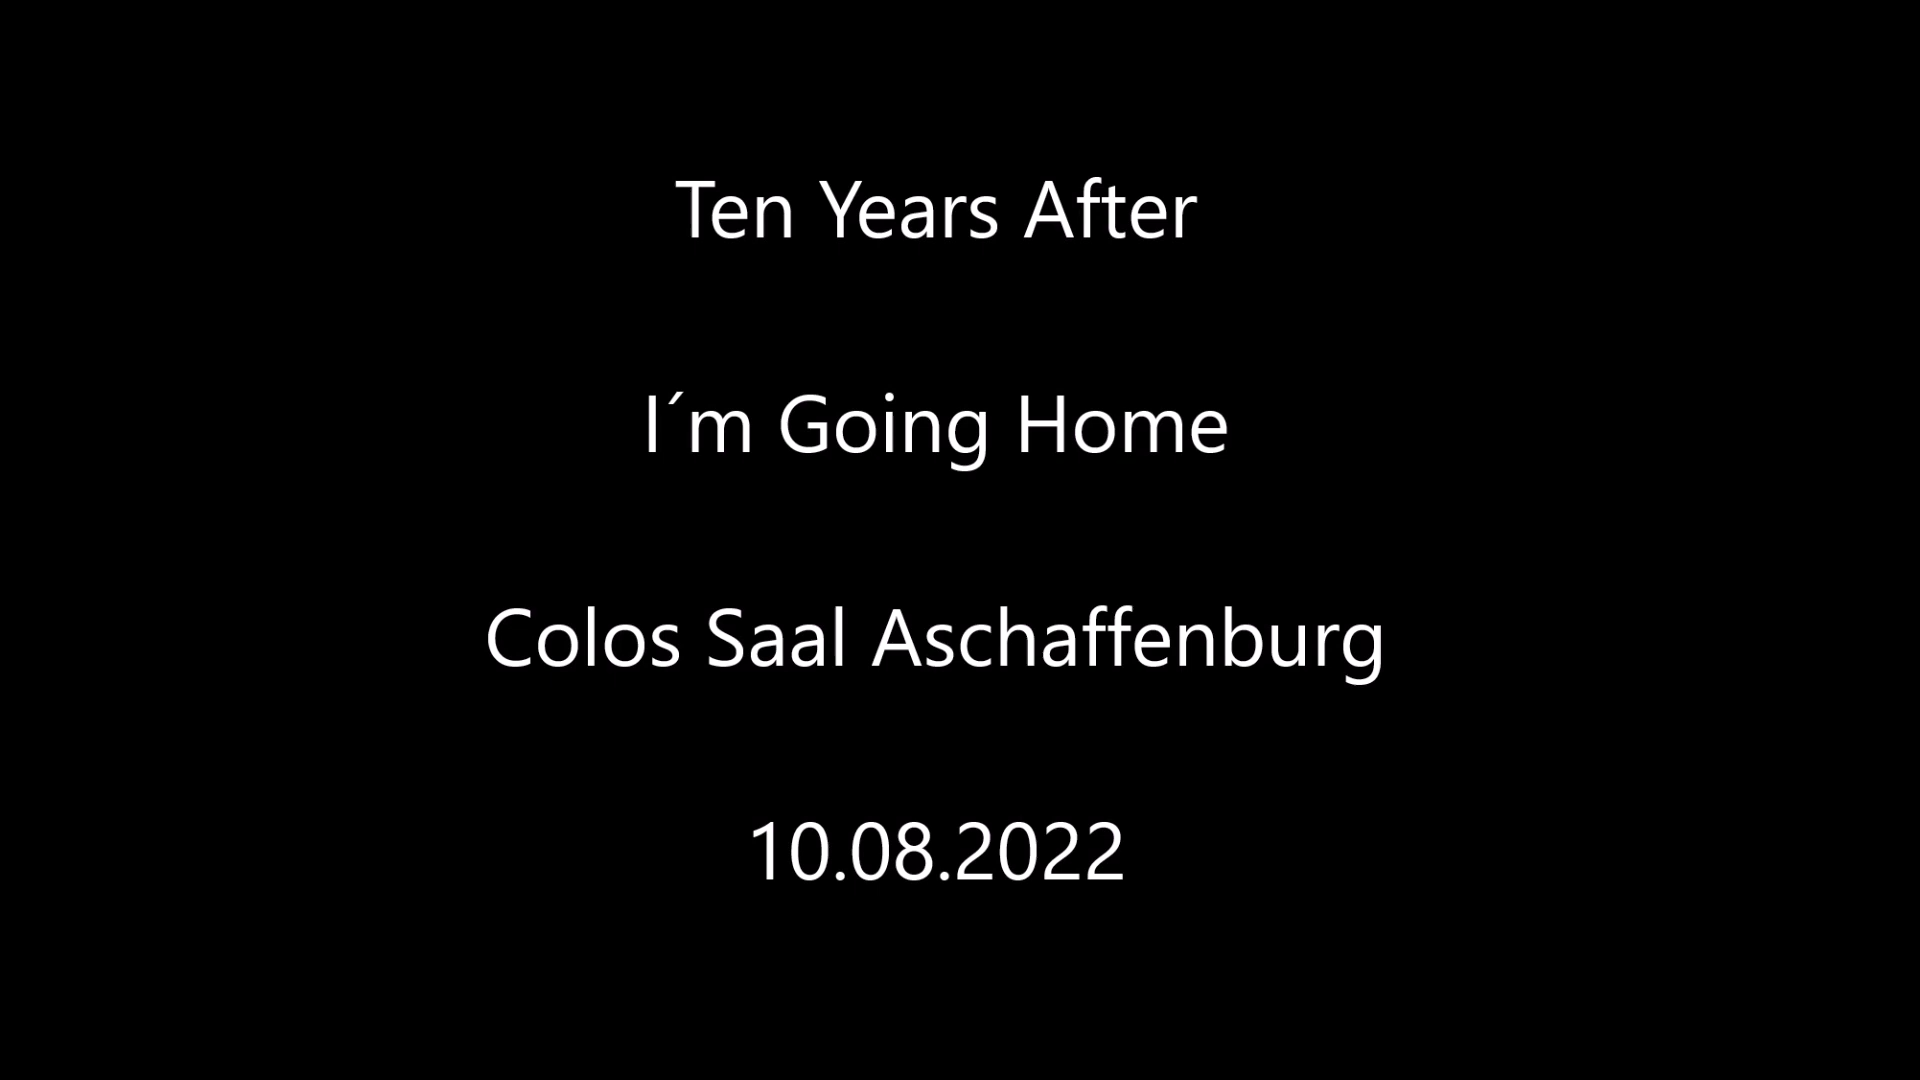 Ten Years After
I´m Going Home
Colos Saal Aschaffenburg
10.08.2022